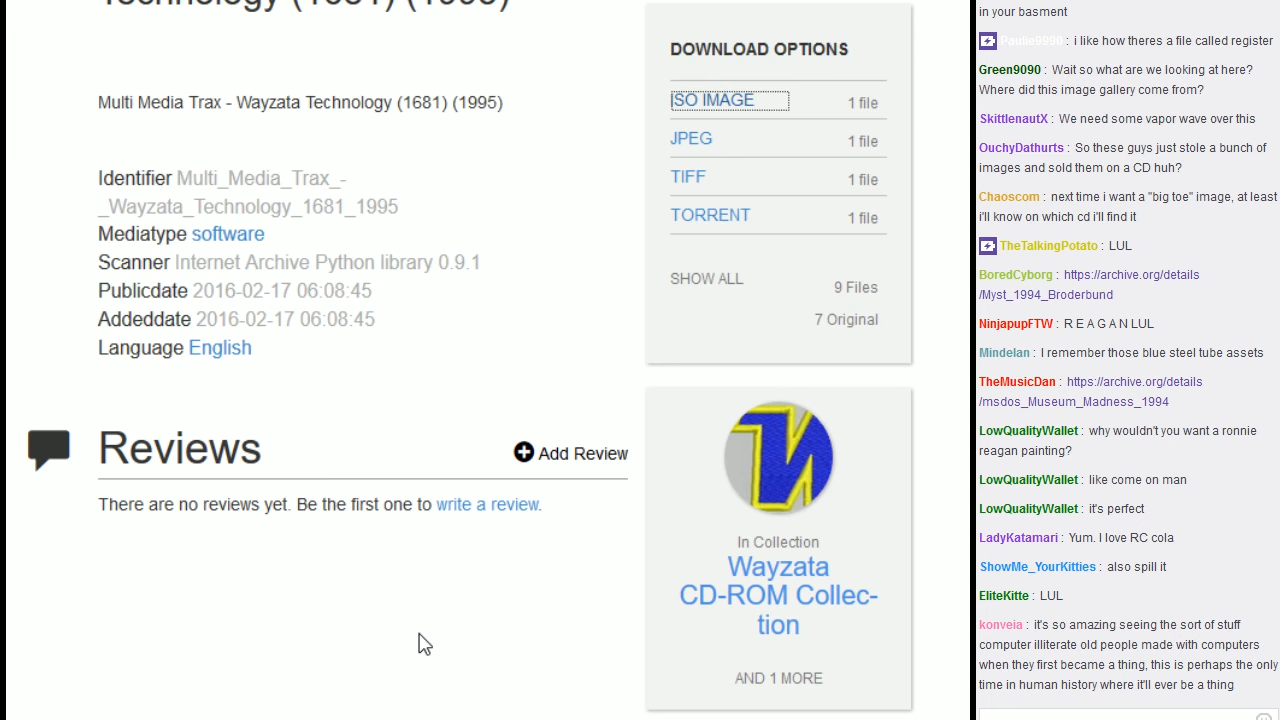 Technology (1681) (1995)
Multi Media Trax - Wayzata Technology (1681) (1995)
Identifier Multi_Media_Trax_-
_Wayzata_Technology_1681_1995
Mediatype software
Scanner Internet Archive Python library 0.9.1
Publicdate 2016-02-17 06:08:45
Addeddate 2016-02-17 06:08:45
Language English
Reviews
Add Review
There are no reviews yet. Be the first one to write a review.
DOWNLOAD OPTIONS
ISO IMAGE 1 file
JPEG 1 file
TIFF 1 file
TORRENT 1 file
SHOW ALL 9 Files
7 Original
In Collection
Wayzata
CD-ROM Collec-
tion
AND 1 MORE
in your basment
Paulie9990 : i like how theres a file called register
Green9090 : Wait so what are we looking at here?
Where did this image gallery come from?
SkittlenautX : We need some vapor wave over this
OuchyDathurts : So these guys just stole a bunch of
images and sold them on a CD huh?
Chaoscom : next time i want a "big toe" image, at least
i'll know on which cd i'll find it
TheTalkingPotato : LUL
BoredCyborg : https://archive.org/details
/Myst_1994_Broderbund
NinjapupFTW : R E A G A N LUL
Mindelan : I remember those blue steel tube assets
TheMusicDan : https://archive.org/details
/msdos_Museum_Madness_1994
LowQualityWallet : why wouldn't you want a ronnie
reagan painting?
LowQualityWallet : like come on man
LowQualityWallet : it's perfect
LadyKatamari : Yum. I love RC cola
ShowMe_YourKitties : also spill it
EliteKitte : LUL
konveia : it's so amazing seeing the sort of stuff
computer illiterate old people made with computers
when they first became a thing, this is perhaps the only
time in human history where it'll ever be a thing